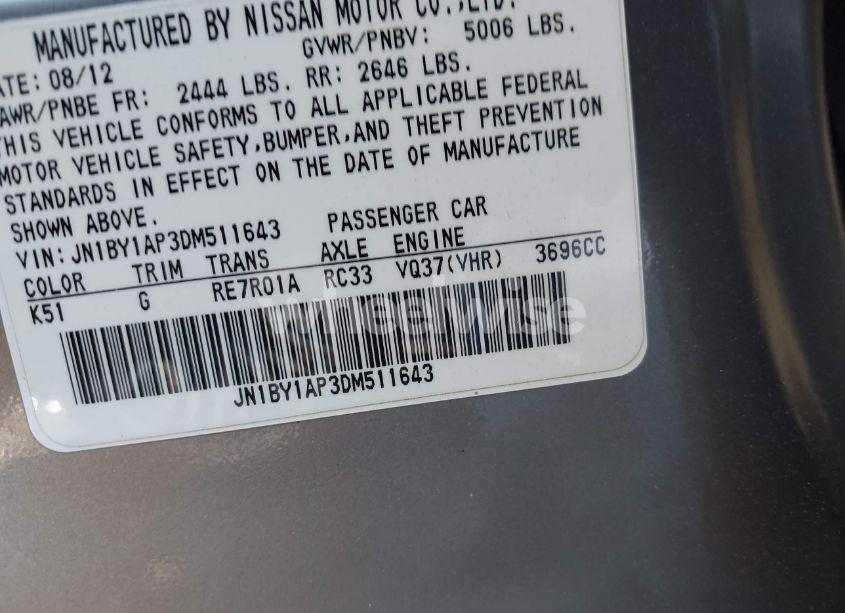 MANUFACTURED BY NISSAN MOTOR CO.,LTD.
GVWR/PNBV: 5006 LBS.
ATE: 08/12
AWR/PNBE FR: 2444 LBS. RR: 2646 LBS.
THIS VEHICLE CONFORMS TO ALL APPLICABLE FEDERAL
MOTOR VEHICLE SAFETY,BUMPER,AND THEFT PREVENTION
STANDARDS IN EFFECT ON THE DATE OF MANUFACTURE
SHOWN ABOVE.
VIN: JN1BY1AP3DM511643 PASSENGER CAR
COLOR TRIM TRANS AXLE ENGINE
K51 G RE7R01A RC33 VQ37(VHR) 3696CC
wheelwise
JN1BY1AP3DM511643